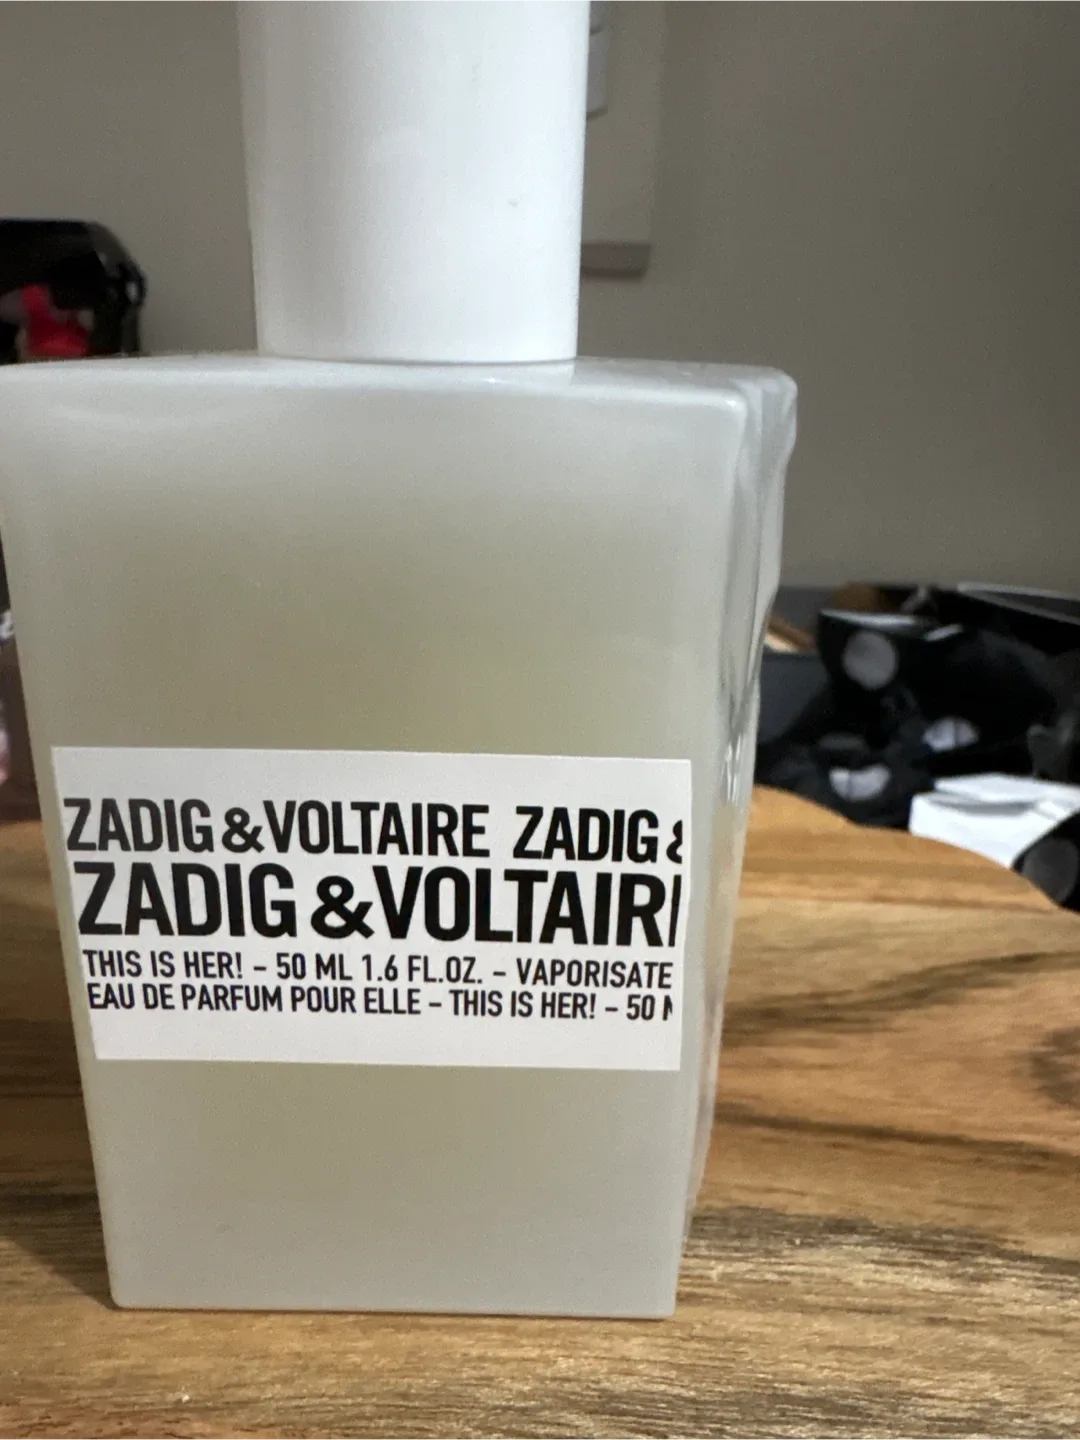 ZADIG&VOLTAIRE ZADIG &
ZADIG &VOLTAIR
THIS IS HER! – 50 ML 1.6 FL.OZ. – VAPORISATE
EAU DE PARFUM POUR ELLE – THIS IS HER! – 50